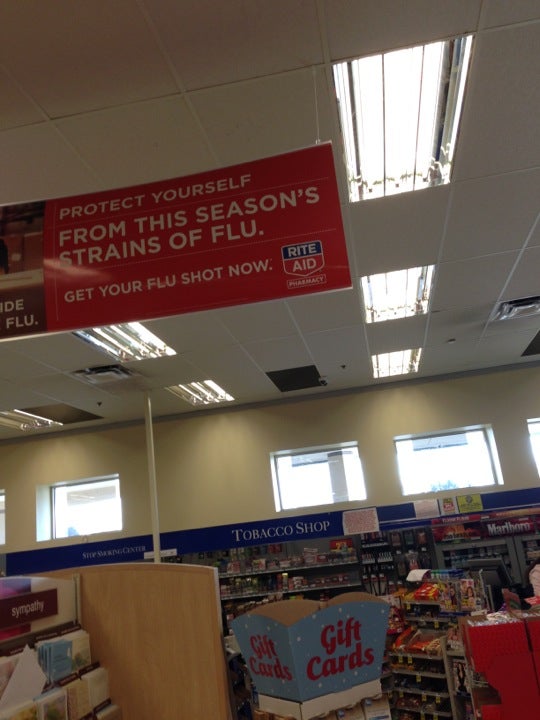 PROTECT YOURSELF
FROM THIS SEASON'S
STRAINS OF FLU.
GET YOUR FLU SHOT NOW.
RITE
AID
PHARMACY
IDE
FLU.
STOP SMOKING CENTER
TOBACCO SHOP
Marlboro
sympathy
Gift
Cards
Gift
Cards